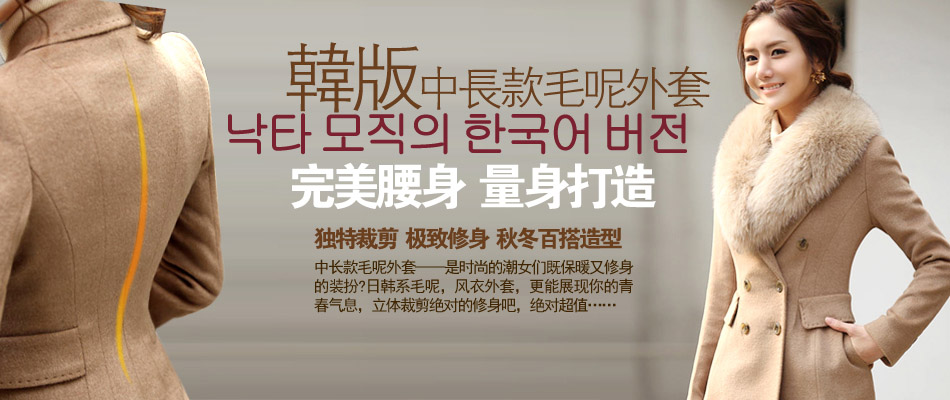 韓版中長款毛呢外套
낙타 모직의 한국어 버전
完美腰身 量身打造
独特裁剪 极致修身 秋冬百搭造型
中长款毛呢外套——是时尚的潮女们既保暖又修身
的装扮?日韩系毛呢，风衣外套，更能展现你的青
春气息，立体裁剪绝对的修身吧，绝对超值……